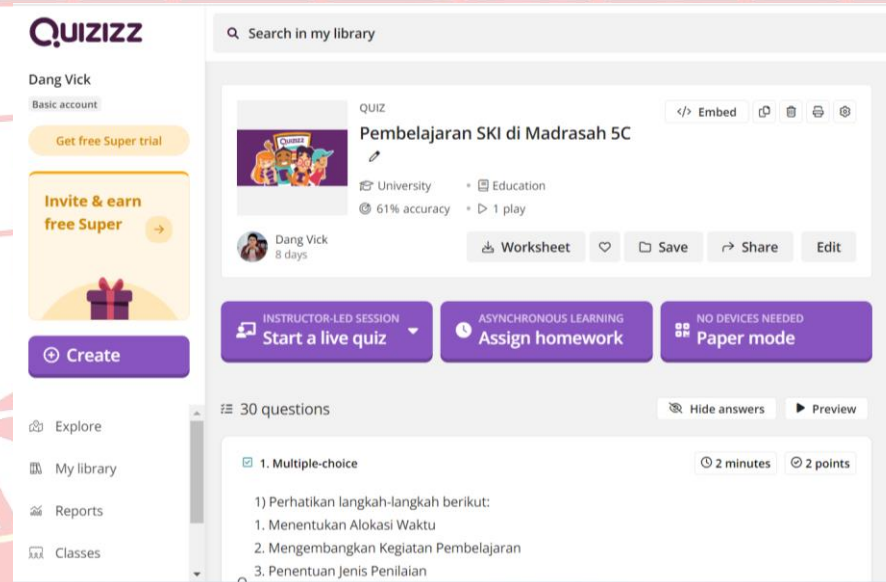 QUIZIZZ
Search in my library
Dang Vick
Basic account
Get free Super trial
Invite & earn
free Super
Create
Explore
My library
Reports
Classes
QUIZ
Pembelajaran SKI di Madrasah 5C
</> Embed
University • Education
61% accuracy • 1 play
Dang Vick
8 days
Worksheet
Save
Share
Edit
INSTRUCTOR-LED SESSION
Start a live quiz
ASYNCHRONOUS LEARNING
Assign homework
NO DEVICES NEEDED
Paper mode
30 questions
Hide answers
Preview
1. Multiple-choice
2 minutes
2 points
1) Perhatikan langkah-langkah berikut:
1. Menentukan Alokasi Waktu
2. Mengembangkan Kegiatan Pembelajaran
3. Penentuan Jenis Penilaian